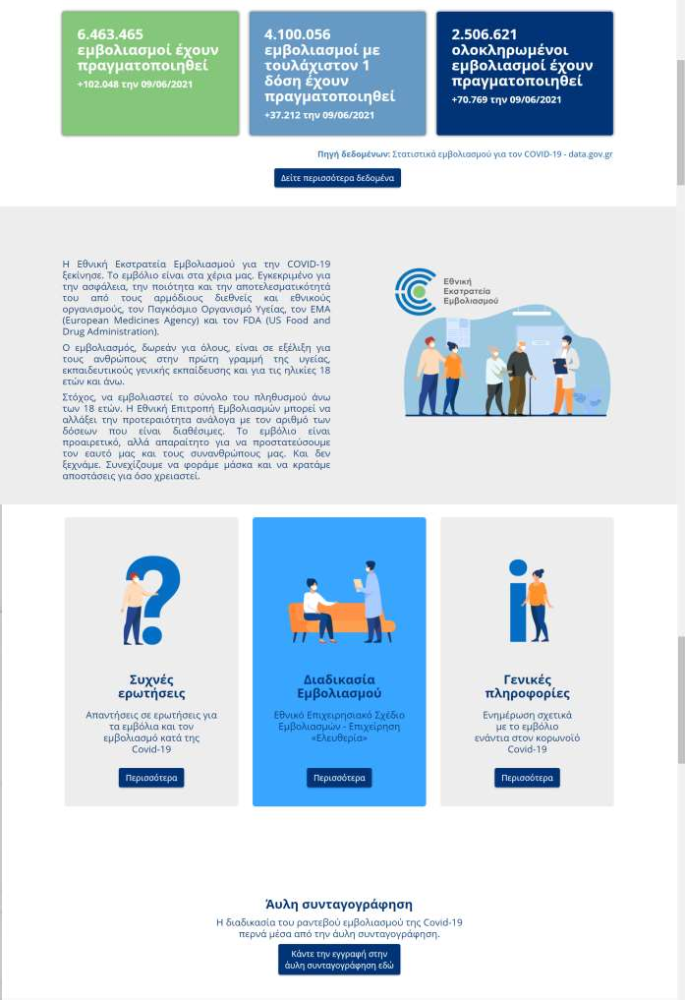 6.463.465
εμβολιασμοί έχουν
πραγματοποιηθεί
+102.048 την 09/06/2021
4.100.056
εμβολιασμοί με
τουλάχιστον 1
δόση έχουν
πραγματοποιηθεί
+37.212 την 09/06/2021
2.506.621
ολοκληρωμένοι
εμβολιασμοί έχουν
πραγματοποιηθεί
+70.769 την 09/06/2021
Πηγή δεδομένων: Στατιστικά εμβολιασμού για τον COVID-19 - data.gov.gr
Δείτε περισσότερα δεδομένα
Η Εθνική Εκστρατεία Εμβολιασμού για την COVID-19
ξεκίνησε. Το εμβόλιο είναι στα χέρια μας. Εγκεκριμένο για
την ασφάλεια, την ποιότητα και την αποτελεσματικότητά
του από τους αρμόδιους διεθνείς και εθνικούς
οργανισμούς, τον Παγκόσμιο Οργανισμό Υγείας, τον EMA
(European Medicines Agency) και τον FDA (US Food and
Drug Administration).
Ο εμβολιασμός, δωρεάν για όλους, είναι σε εξέλιξη για
τους ανθρώπους στην πρώτη γραμμή της υγείας,
εκπαιδευτικούς γενικής εκπαίδευσης και για τις ηλικίες 18
ετών και άνω.
Στόχος, να εμβολιαστεί το σύνολο του πληθυσμού άνω
των 18 ετών. Η Εθνική Επιτροπή Εμβολιασμών μπορεί να
αλλάξει την προτεραιότητα ανάλογα με τον αριθμό των
δόσεων που είναι διαθέσιμες. Το εμβόλιο είναι
προαιρετικό, αλλά απαραίτητο για να προστατεύσουμε
τον εαυτό μας και τους συνανθρώπους μας. Και δεν
ξεχνάμε. Συνεχίζουμε να φοράμε μάσκα και να κρατάμε
αποστάσεις για όσο χρειαστεί.
Εθνική
Εκστρατεία
Εμβολιασμού
Συχνές
ερωτήσεις
Απαντήσεις σε ερωτήσεις για
τα εμβόλια και τον
εμβολιασμό κατά της
Covid-19
Περισσότερα
Διαδικασία
Εμβολιασμού
Εθνικό Επιχειρησιακό Σχέδιο
Εμβολιασμών - Επιχείρηση
«Ελευθερία»
Περισσότερα
Γενικές
πληροφορίες
Ενημέρωση σχετικά
με το εμβόλιο
ενάντια στον κορωνοϊό
Covid-19
Περισσότερα
Άυλη συνταγογράφηση
Η διαδικασία του ραντεβού εμβολιασμού της Covid-19
περνά μέσα από την άυλη συνταγογράφηση.
Κάντε την εγγραφή στην
άυλη συνταγογράφηση εδώ